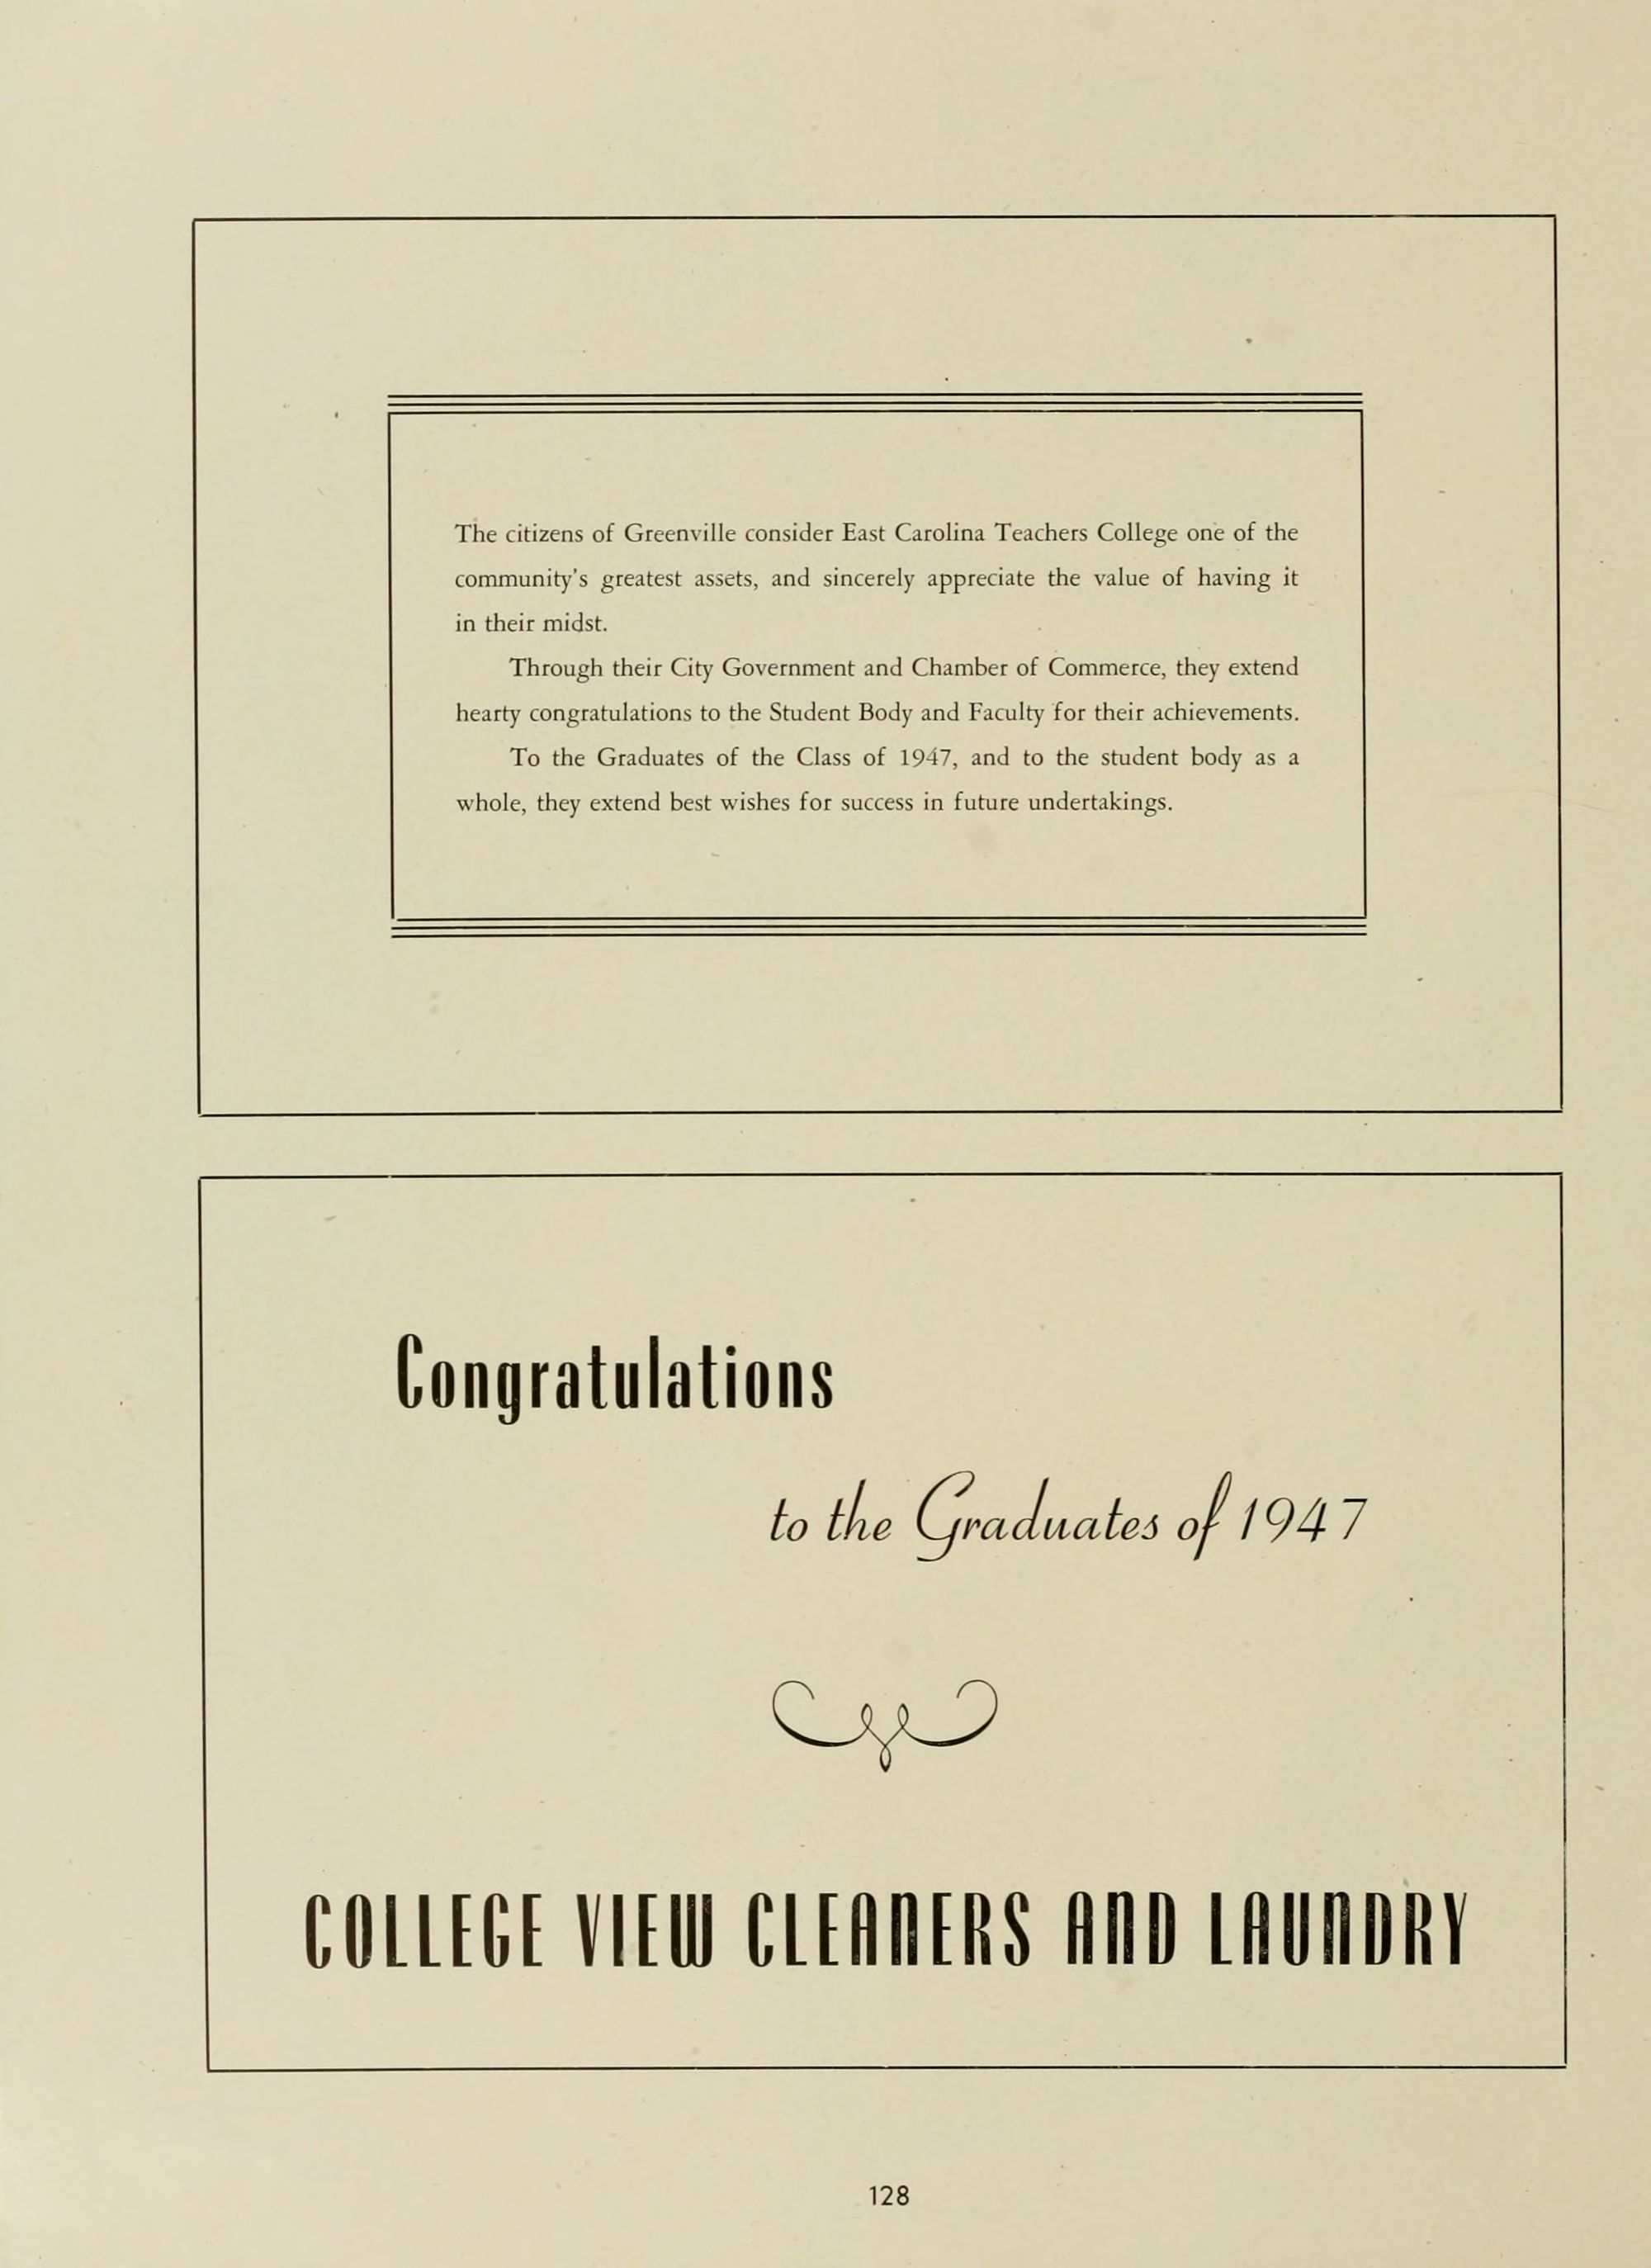 The citizens of Greenville consider East Carolina Teachers College one of the
community's greatest assets, and sincerely appreciate the value of having it
in their midst.
Through their City Government and Chamber of Commerce, they extend
hearty congratulations to the Student Body and Faculty for their achievements.
To the Graduates of the Class of 1947, and to the student body as a
whole, they extend best wishes for success in future undertakings.
Congratulations
to the Graduates of 1947
COLLEGE VIEW CLEANERS AND LAUNDRY
128